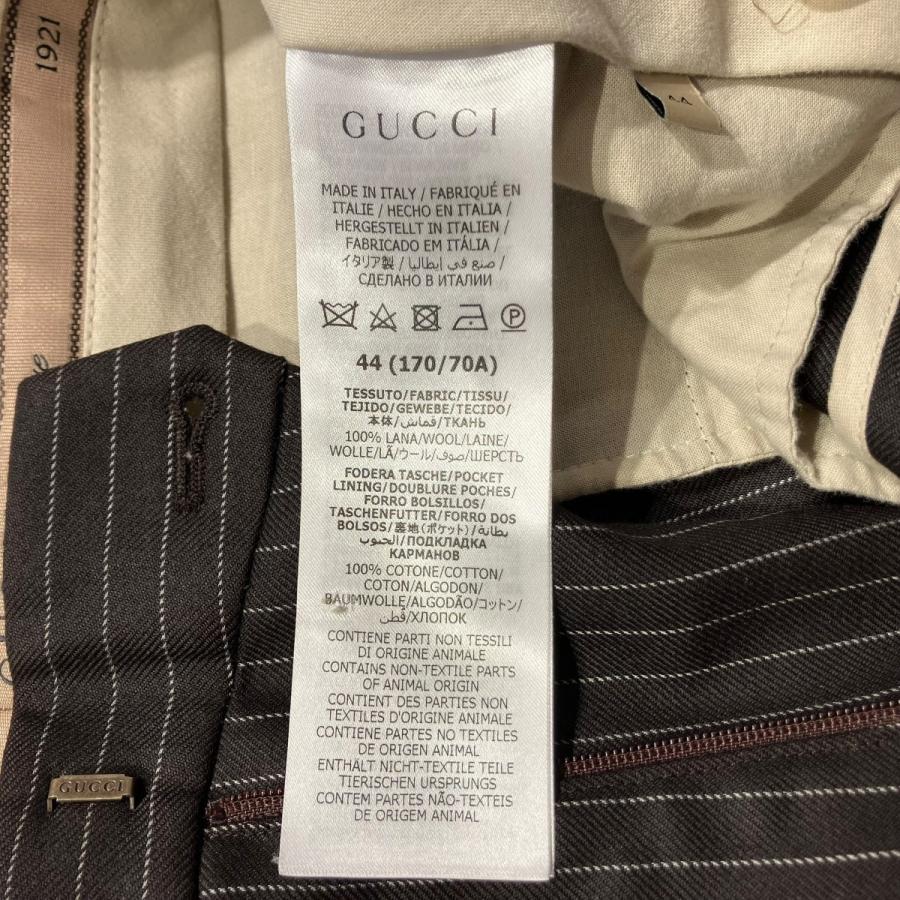 1921
44
GUCCI
MADE IN ITALY / FABRIQUÉ EN
ITALIE / HECHO EN ITALIA /
HERGESTELLT IN ITALIEN /
FABRICADO EM ITÁLIA /
イタリア製 / صنع في إيطاليا /
СДЕЛАНО В ИТАЛИИ
P
44 (170/70A)
TESSUTO/FABRIC/TISSU/
TEJIDO/GEWEBE/TECIDO/
本体/قماش/ТКАНЬ
100% LANA/WOOL/LAINE/
WOLLE/LÃ/ウール/صوف/ШЕРСТЬ
FODERA TASCHE/POCKET
LINING/DOUBLURE POCHES/
FORRO BOLSILLOS/
TASCHENFUTTER/FORRO DOS
BOLSOS/裏地(ポケット)/بطانة
الجيوب/ПОДКЛАДКА
КАРМАНОВ
100% COTONE/COTTON/
COTON/ALGODON/
BAUMWOLLE/ALGODÃO/コットン/
قُطن/ХЛОПОК
CONTIENE PARTI NON TESSILI
DI ORIGINE ANIMALE
CONTAINS NON-TEXTILE PARTS
OF ANIMAL ORIGIN
CONTIENT DES PARTIES NON
TEXTILES D'ORIGINE ANIMALE
CONTIENE PARTES NO TEXTILES
DE ORIGEN ANIMAL
ENTHÄLT NICHT-TEXTILE TEILE
TIERISCHEN URSPRUNGS
CONTEM PARTES NÃO-TEXTEIS
DE ORIGEM ANIMAL
GUCCI